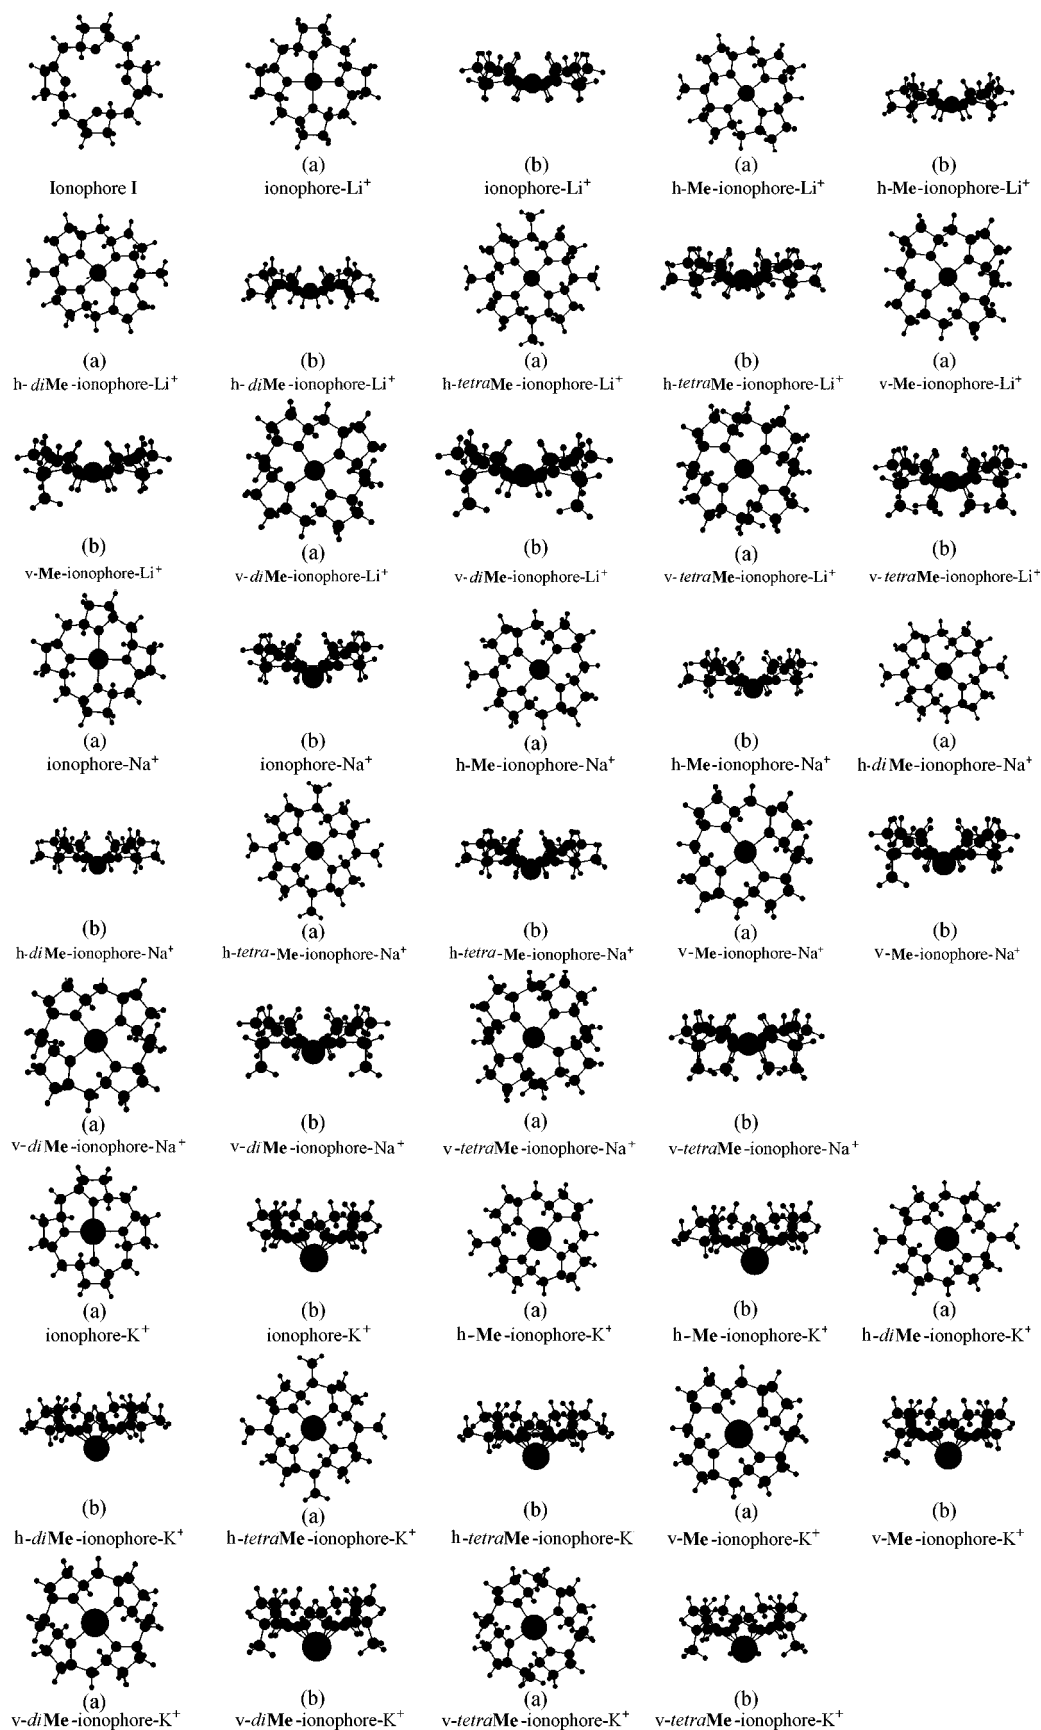 (a) (b) (a) (b)
Ionophore I ionophore-Li⁺ ionophore-Li⁺ h-Me-ionophore-Li⁺ h-Me-ionophore-Li⁺
(a) (b) (a) (b) (a)
h-diMe-ionophore-Li⁺ h-diMe-ionophore-Li⁺ h-tetraMe-ionophore-Li⁺ h-tetraMe-ionophore-Li⁺ v-Me-ionophore-Li⁺
(b) (a) (b) (a) (b)
v-Me-ionophore-Li⁺ v-diMe-ionophore-Li⁺ v-diMe-ionophore-Li⁺ v-tetraMe-ionophore-Li⁺ v-tetraMe-ionophore-Li⁺
(a) (b) (a) (b) (a)
ionophore-Na⁺ ionophore-Na⁺ h-Me-ionophore-Na⁺ h-Me-ionophore-Na⁺ h-diMe-ionophore-Na⁺
(b) (a) (b) (a) (b)
h-diMe-ionophore-Na⁺ h-tetra-Me-ionophore-Na⁺ h-tetra-Me-ionophore-Na⁺ v-Me-ionophore-Na⁺ v-Me-ionophore-Na⁺
(a) (b) (a) (b)
v-diMe-ionophore-Na⁺ v-diMe-ionophore-Na⁺ v-tetraMe-ionophore-Na⁺ v-tetraMe-ionophore-Na⁺
(a) (b) (a) (b) (a)
ionophore-K⁺ ionophore-K⁺ h-Me-ionophore-K⁺ h-Me-ionophore-K⁺ h-diMe-ionophore-K⁺
(b) (a) (b) (a) (b)
h-diMe-ionophore-K⁺ h-tetraMe-ionophore-K⁺ h-tetraMe-ionophore-K v-Me-ionophore-K⁺ v-Me-ionophore-K⁺
(a) (b) (a) (b)
v-diMe-ionophore-K⁺ v-diMe-ionophore-K⁺ v-tetraMe-ionophore-K⁺ v-tetraMe-ionophore-K⁺